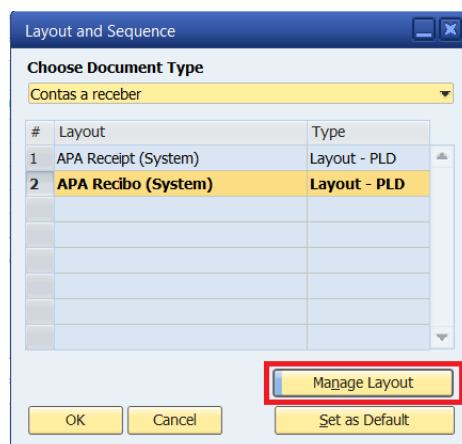 Layout and Sequence
Choose Document Type
Contas a receber
# Layout Type
1 APA Receipt (System) Layout - PLD
2 APA Recibo (System) Layout - PLD
Manage Layout
OK Cancel Set as Default